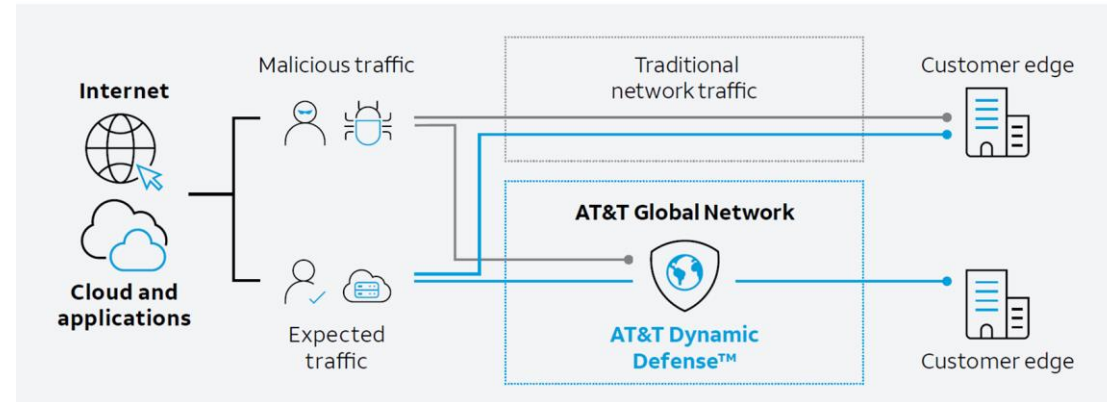 Internet
Cloud and
applications
Malicious traffic
Expected
traffic
Traditional
network traffic
AT&T Global Network
AT&T Dynamic
Defense™
Customer edge
Customer edge